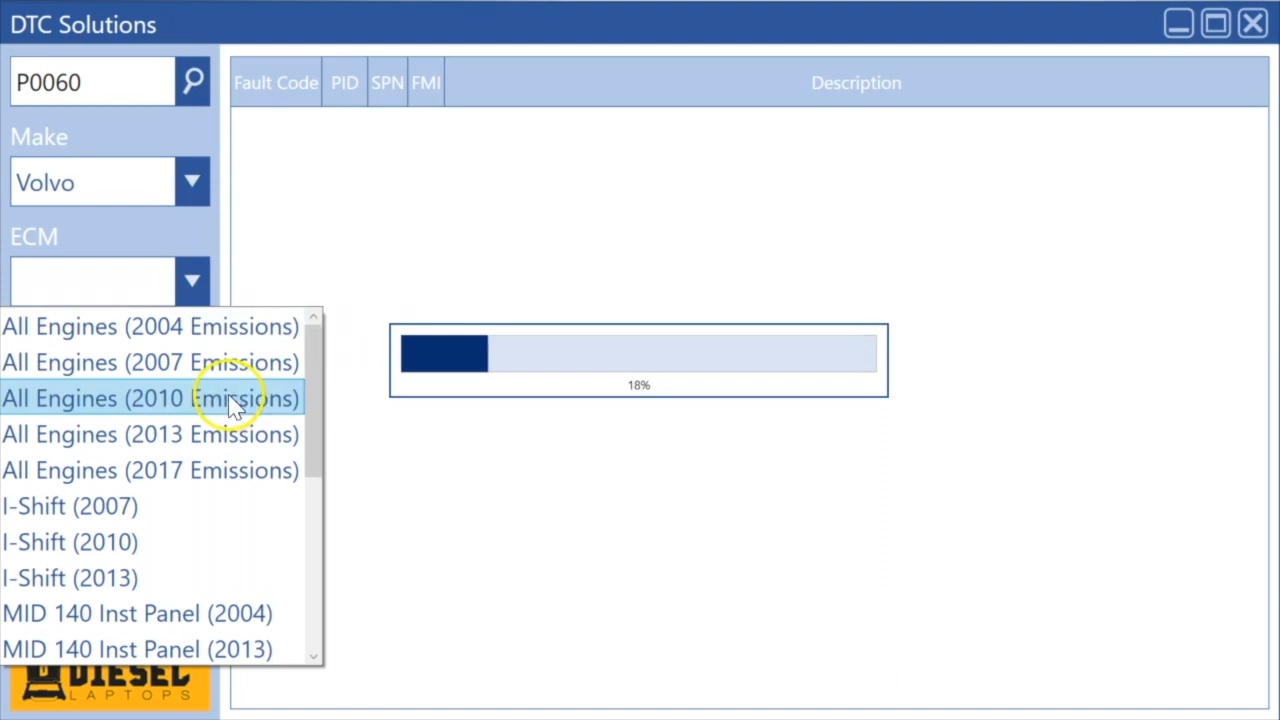 DTC Solutions
P0060
Make
Volvo
ECM
All Engines (2004 Emissions)
All Engines (2007 Emissions)
All Engines (2010 Emissions)
All Engines (2013 Emissions)
All Engines (2017 Emissions)
I-Shift (2007)
I-Shift (2010)
I-Shift (2013)
MID 140 Inst Panel (2004)
MID 140 Inst Panel (2013)
DIESEL
LAPTOPS
Fault Code PID SPN FMI Description
18%